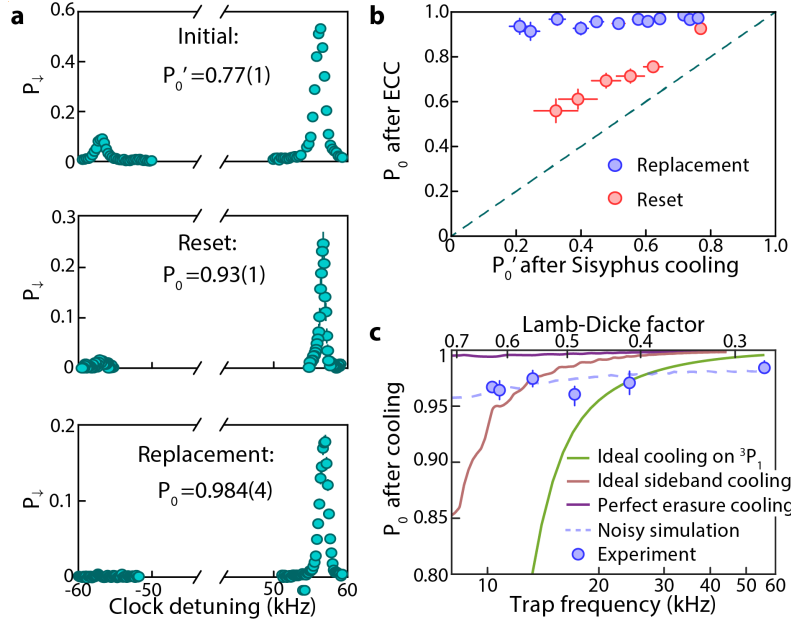 a
0.6
0.4
0.2
0
P↓
Initial:
P₀′=0.77(1)
0.3
0.2
0.1
0
P↓
Reset:
P₀=0.93(1)
0.2
0.1
0
P↓
Replacement:
P₀=0.984(4)
-60 -50 50 60
Clock detuning (kHz)
b
1.0
0.8
0.6
0.4
0.2
0
P₀ after ECC
Replacement
Reset
0 0.2 0.4 0.6 0.8 1.0
P₀′ after Sisyphus cooling
c
Lamb-Dicke factor
0.7 0.6 0.5 0.4 0.3
1
0.95
0.90
0.85
0.80
P₀ after cooling
Ideal cooling on ³P₁
Ideal sideband cooling
Perfect erasure cooling
Noisy simulation
Experiment
10 20 30 40 50 60
Trap frequency (kHz)